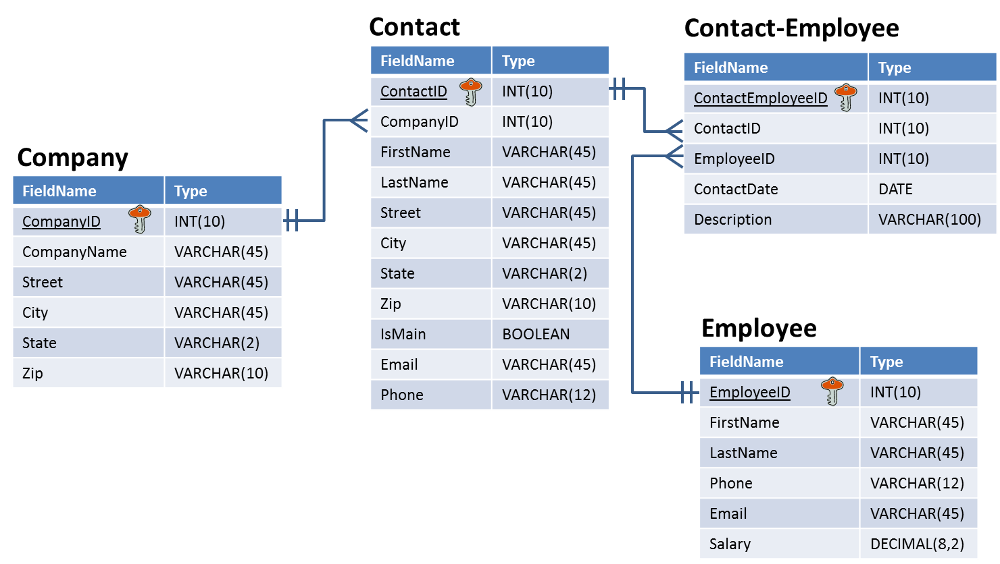 Company
FieldName Type
CompanyID INT(10)
CompanyName VARCHAR(45)
Street VARCHAR(45)
City VARCHAR(45)
State VARCHAR(2)
Zip VARCHAR(10)
Contact
FieldName Type
ContactID INT(10)
CompanyID INT(10)
FirstName VARCHAR(45)
LastName VARCHAR(45)
Street VARCHAR(45)
City VARCHAR(45)
State VARCHAR(2)
Zip VARCHAR(10)
IsMain BOOLEAN
Email VARCHAR(45)
Phone VARCHAR(12)
Contact-Employee
FieldName Type
ContactEmployeeID INT(10)
ContactID INT(10)
EmployeeID INT(10)
ContactDate DATE
Description VARCHAR(100)
Employee
FieldName Type
EmployeeID INT(10)
FirstName VARCHAR(45)
LastName VARCHAR(45)
Phone VARCHAR(12)
Email VARCHAR(45)
Salary DECIMAL(8,2)